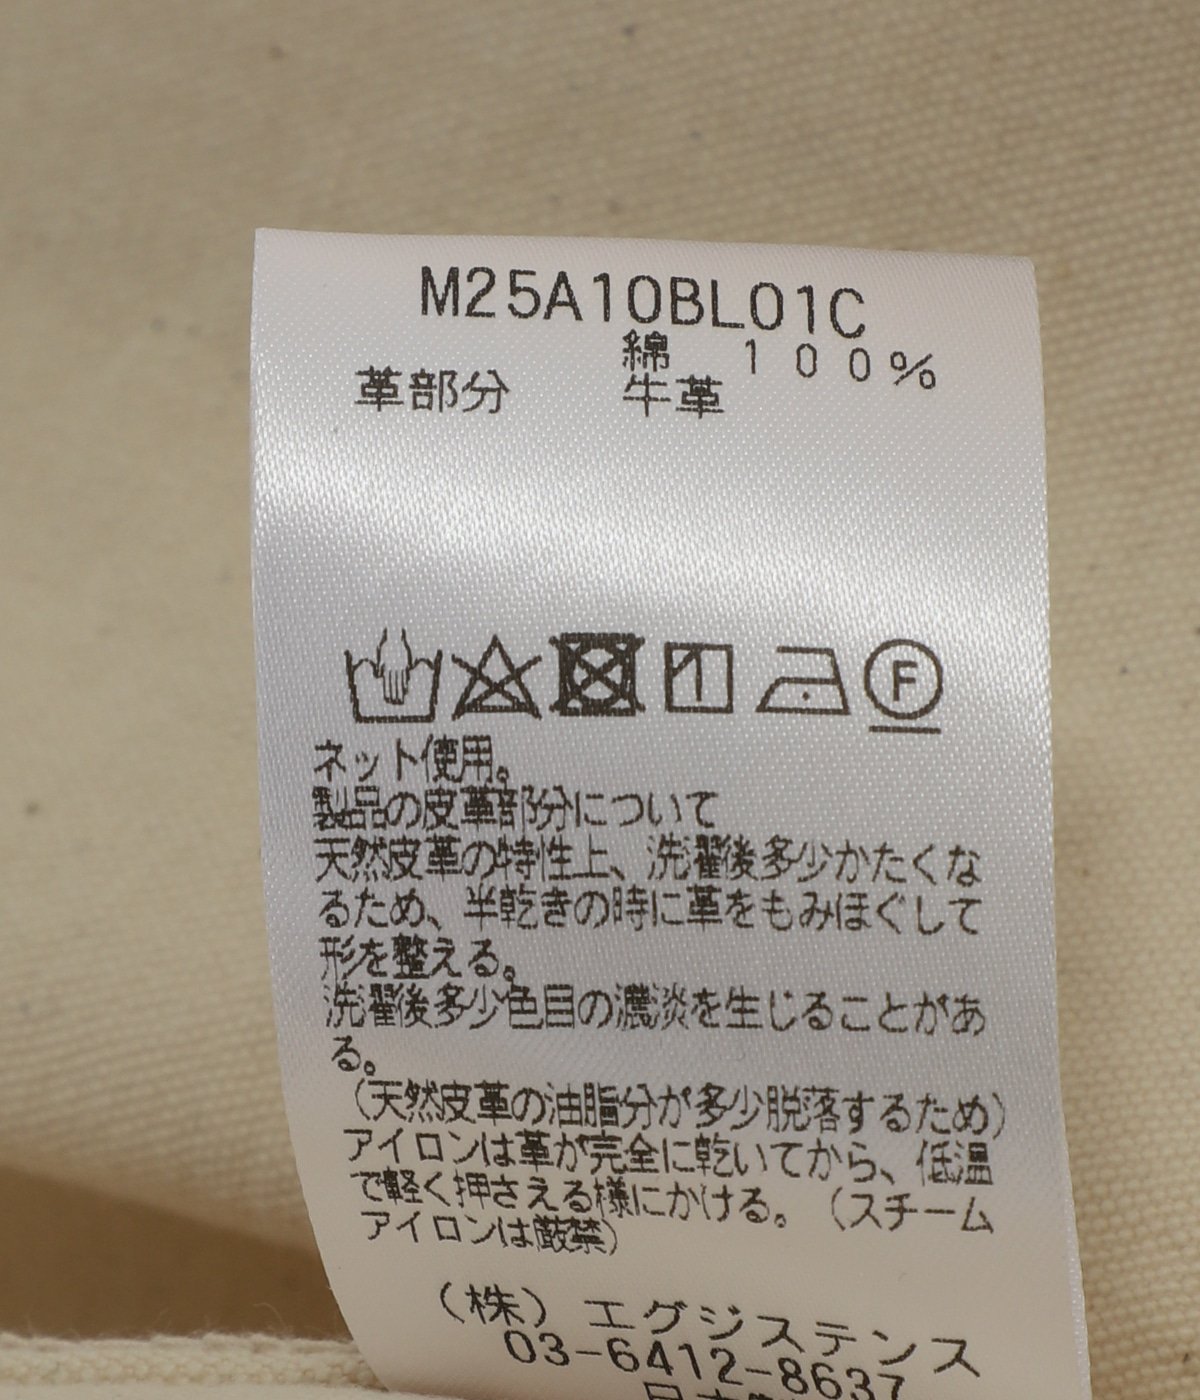 M25A10BL01C
綿 100%
革部分 牛革
F
ネット使用。
製品の皮革部分について
天然皮革の特性上、洗濯後多少かたくな
るため、半乾きの時に革をもみほぐして
形を整える。
洗濯後多少色目の濃淡を生じることがあ
る。
（天然皮革の油脂分が多少脱落するため）
アイロンは革が完全に乾いてから、低温
で軽く押さえる様にかける。（スチーム
アイロンは厳禁）
（株）エグジステンス
03-6412-8637